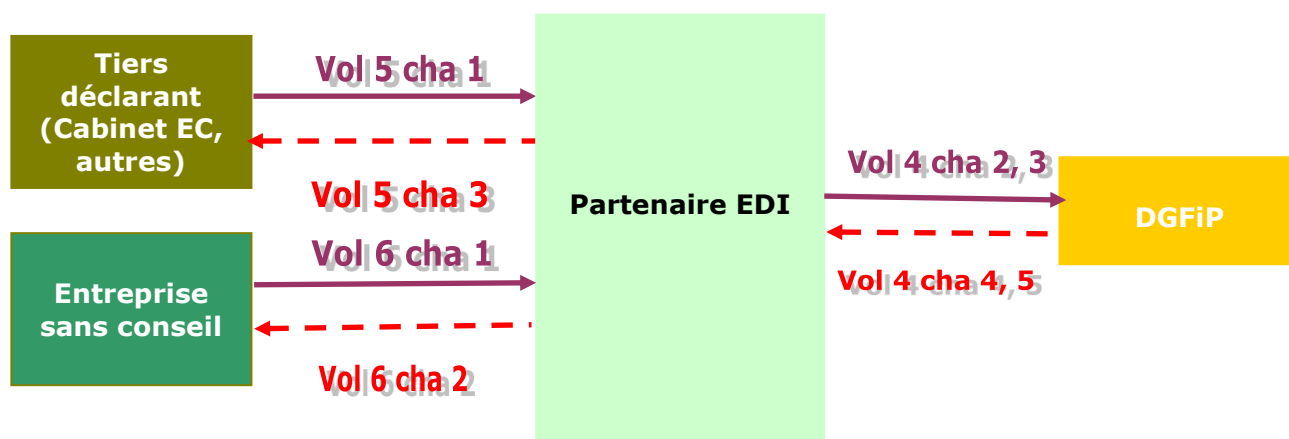 Tiers
déclarant
(Cabinet EC,
autres)
Vol 5 cha 1
Vol 5 cha 3
Vol 6 cha 1
Entreprise
sans conseil
Vol 6 cha 2
Partenaire EDI
Vol 4 cha 2, 3
DGFiP
Vol 4 cha 4, 5